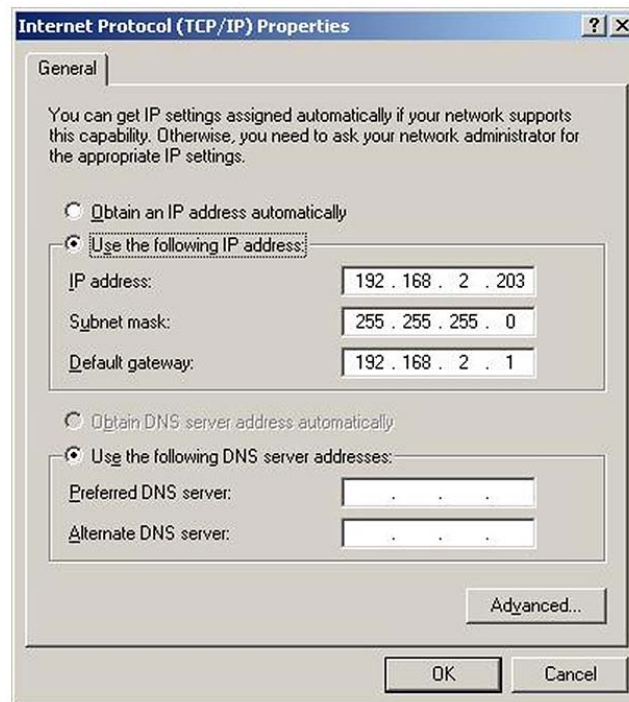 Internet Protocol (TCP/IP) Properties
General
You can get IP settings assigned automatically if your network supports
this capability. Otherwise, you need to ask your network administrator for
the appropriate IP settings.
Obtain an IP address automatically
Use the following IP address:
IP address: 192 . 168 . 2 . 203
Subnet mask: 255 . 255 . 255 . 0
Default gateway: 192 . 168 . 2 . 1
Obtain DNS server address automatically
Use the following DNS server addresses:
Preferred DNS server: . . .
Alternate DNS server: . . .
Advanced...
OK Cancel